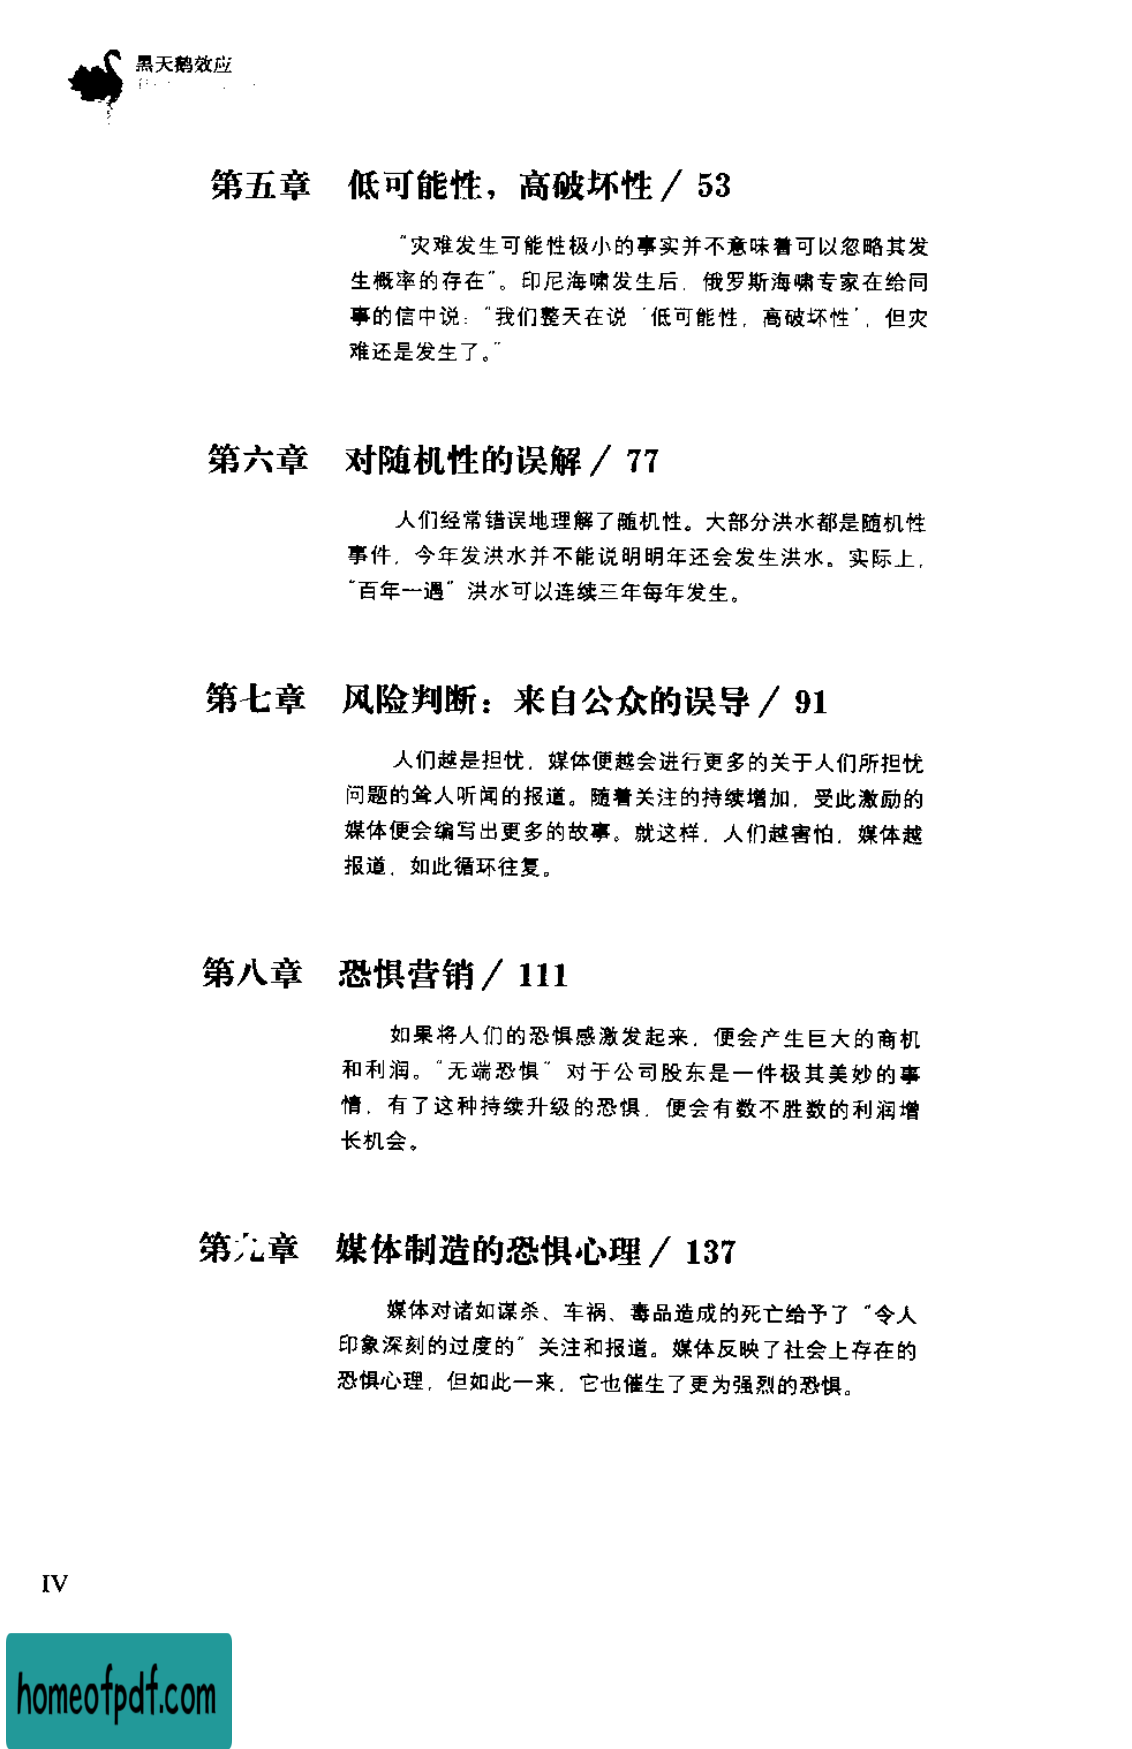 黑天鹅效应
第五章 低可能性，高破坏性 / 53
“灾难发生可能性极小的事实并不意味着可以忽略其发
生概率的存在”。印尼海啸发生后，俄罗斯海啸专家在给同
事的信中说：“我们整天在说‘低可能性，高破坏性’，但灾
难还是发生了。”
第六章 对随机性的误解 / 77
人们经常错误地理解了随机性。大部分洪水都是随机性
事件，今年发洪水并不能说明明年还会发生洪水。实际上，
“百年一遇”洪水可以连续三年每年发生。
第七章 风险判断：来自公众的误导 / 91
人们越是担忧，媒体便越会进行更多的关于人们所担忧
问题的耸人听闻的报道。随着关注的持续增加，受此激励的
媒体便会编写出更多的故事。就这样，人们越害怕，媒体越
报道，如此循环往复。
第八章 恐惧营销 / 111
如果将人们的恐惧感激发起来，便会产生巨大的商机
和利润。“无端恐惧”对于公司股东是一件极其美妙的事
情，有了这种持续升级的恐惧，便会有数不胜数的利润增
长机会。
第九章 媒体制造的恐惧心理 / 137
媒体对诸如谋杀、车祸、毒品造成的死亡给予了“令人
印象深刻的过度的”关注和报道。媒体反映了社会上存在的
恐惧心理，但如此一来，它也催生了更为强烈的恐惧。
IV
homeofpdf.com